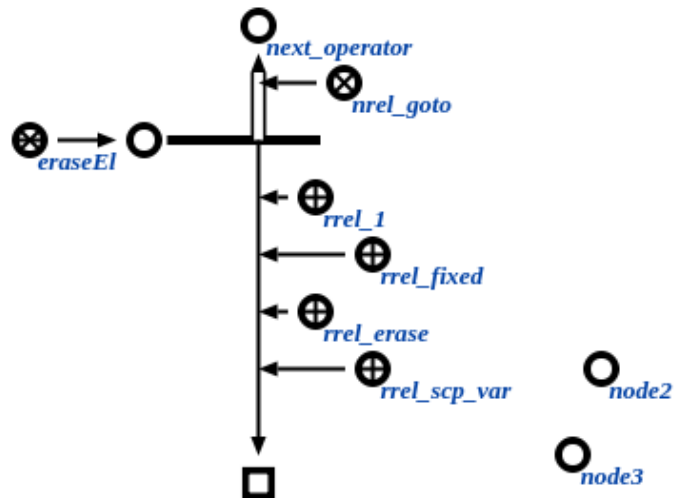 next_operator
nrel_goto
eraseEl
rrel_1
rrel_fixed
rrel_erase
rrel_scp_var
node2
node3